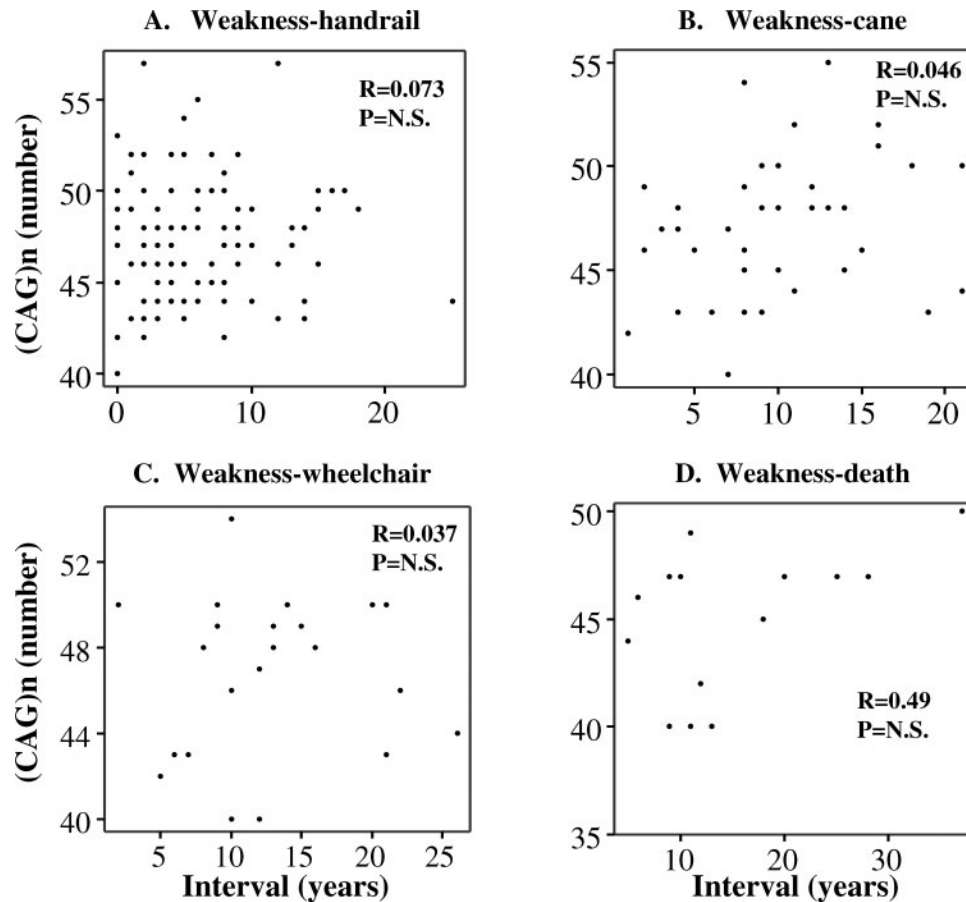 A. Weakness-handrail
R=0.073
P=N.S.
(CAG)n (number)
55
50
45
40
0
10
20
B. Weakness-cane
R=0.046
P=N.S.
55
50
45
40
5
10
15
20
C. Weakness-wheelchair
R=0.037
P=N.S.
(CAG)n (number)
52
48
44
40
5
10
15
20
25
Interval (years)
D. Weakness-death
50
45
40
35
R=0.49
P=N.S.
10
20
30
Interval (years)